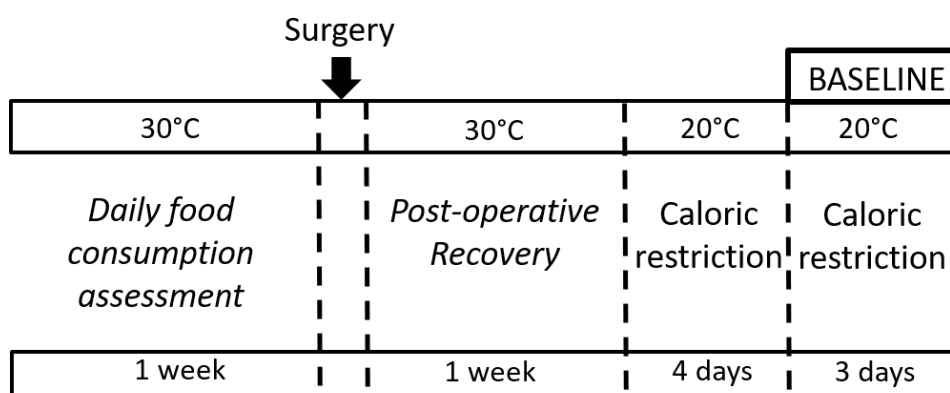 Surgery
BASELINE
30°C
30°C
20°C
20°C
Daily food
consumption
assessment
Post-operative
Recovery
Caloric
restriction
Caloric
restriction
1 week
1 week
4 days
3 days